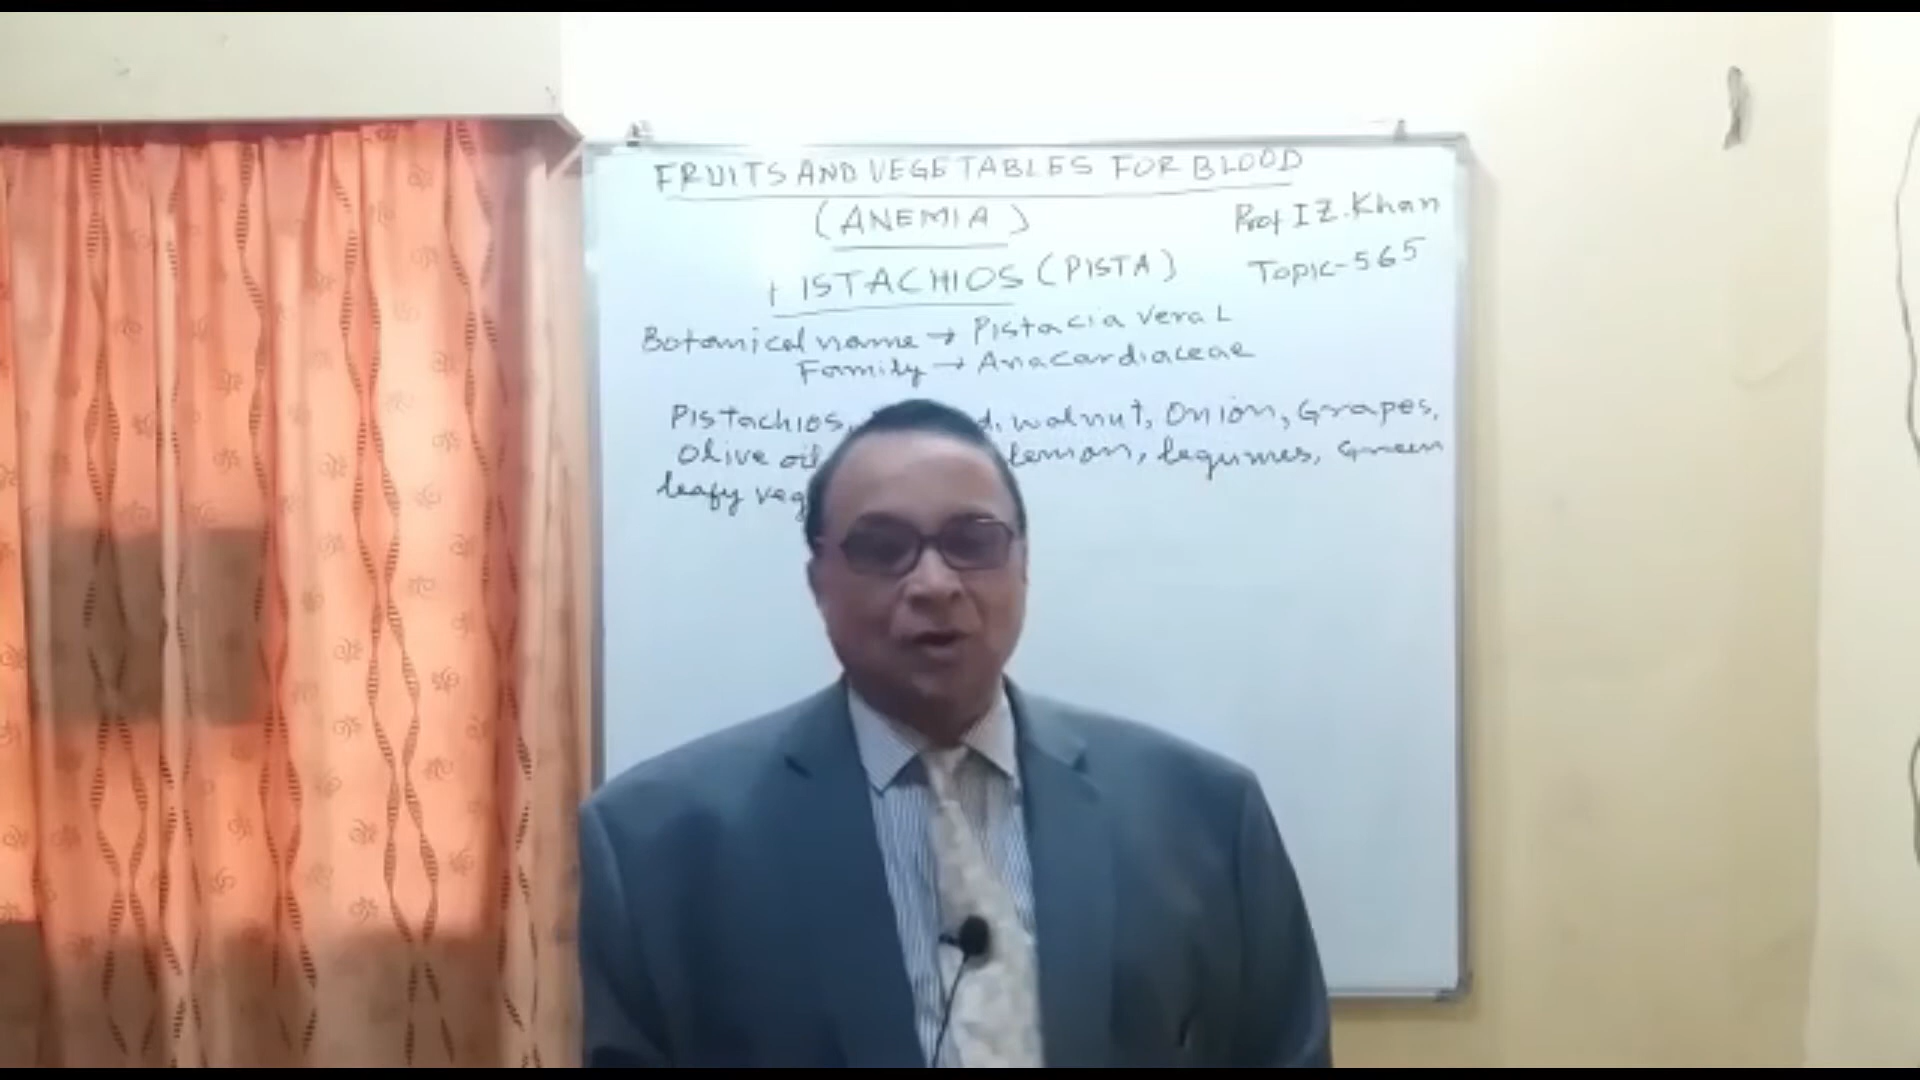 FRUITS AND VEGETABLES FOR BLOOD
(ANEMIA)
Prof I Z. Khan
PISTACHIOS (PISTA)
Topic-565
Botanical name → Pistacia vera L
Family → Anacardiaceae
Pistachios, walnut, Onion, Grapes,
Olive oil lemon, legumes, Green
leafy veg